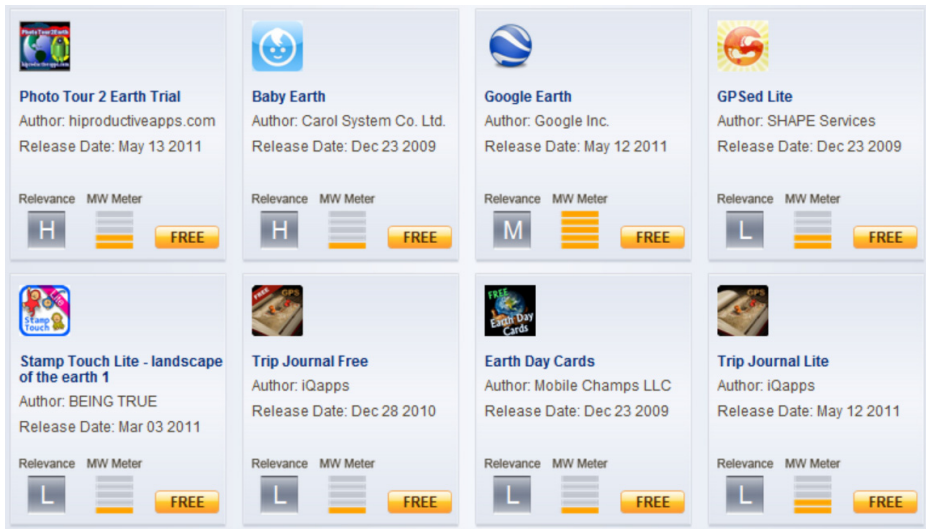 Photo Tour 2 Earth
hiproductiveapps.com
Photo Tour 2 Earth Trial
Author: hiproductiveapps.com
Release Date: May 13 2011
Relevance MW Meter
H
FREE
Baby Earth
Author: Carol System Co. Ltd.
Release Date: Dec 23 2009
Relevance MW Meter
H
FREE
Google Earth
Author: Google Inc.
Release Date: May 12 2011
Relevance MW Meter
M
FREE
GPSed Lite
Author: SHAPE Services
Release Date: Dec 23 2009
Relevance MW Meter
L
FREE
Lite
Stamp
Touch
Stamp Touch Lite - landscape
of the earth 1
Author: BEING TRUE
Release Date: Mar 03 2011
Relevance MW Meter
L
FREE
FREE GPS
Trip Journal Free
Author: iQapps
Release Date: Dec 28 2010
Relevance MW Meter
L
FREE
FREE
Earth Day
Cards
Earth Day Cards
Author: Mobile Champs LLC
Release Date: Dec 23 2009
Relevance MW Meter
L
FREE
GPS
Trip Journal Lite
Author: iQapps
Release Date: May 12 2011
Relevance MW Meter
L
FREE